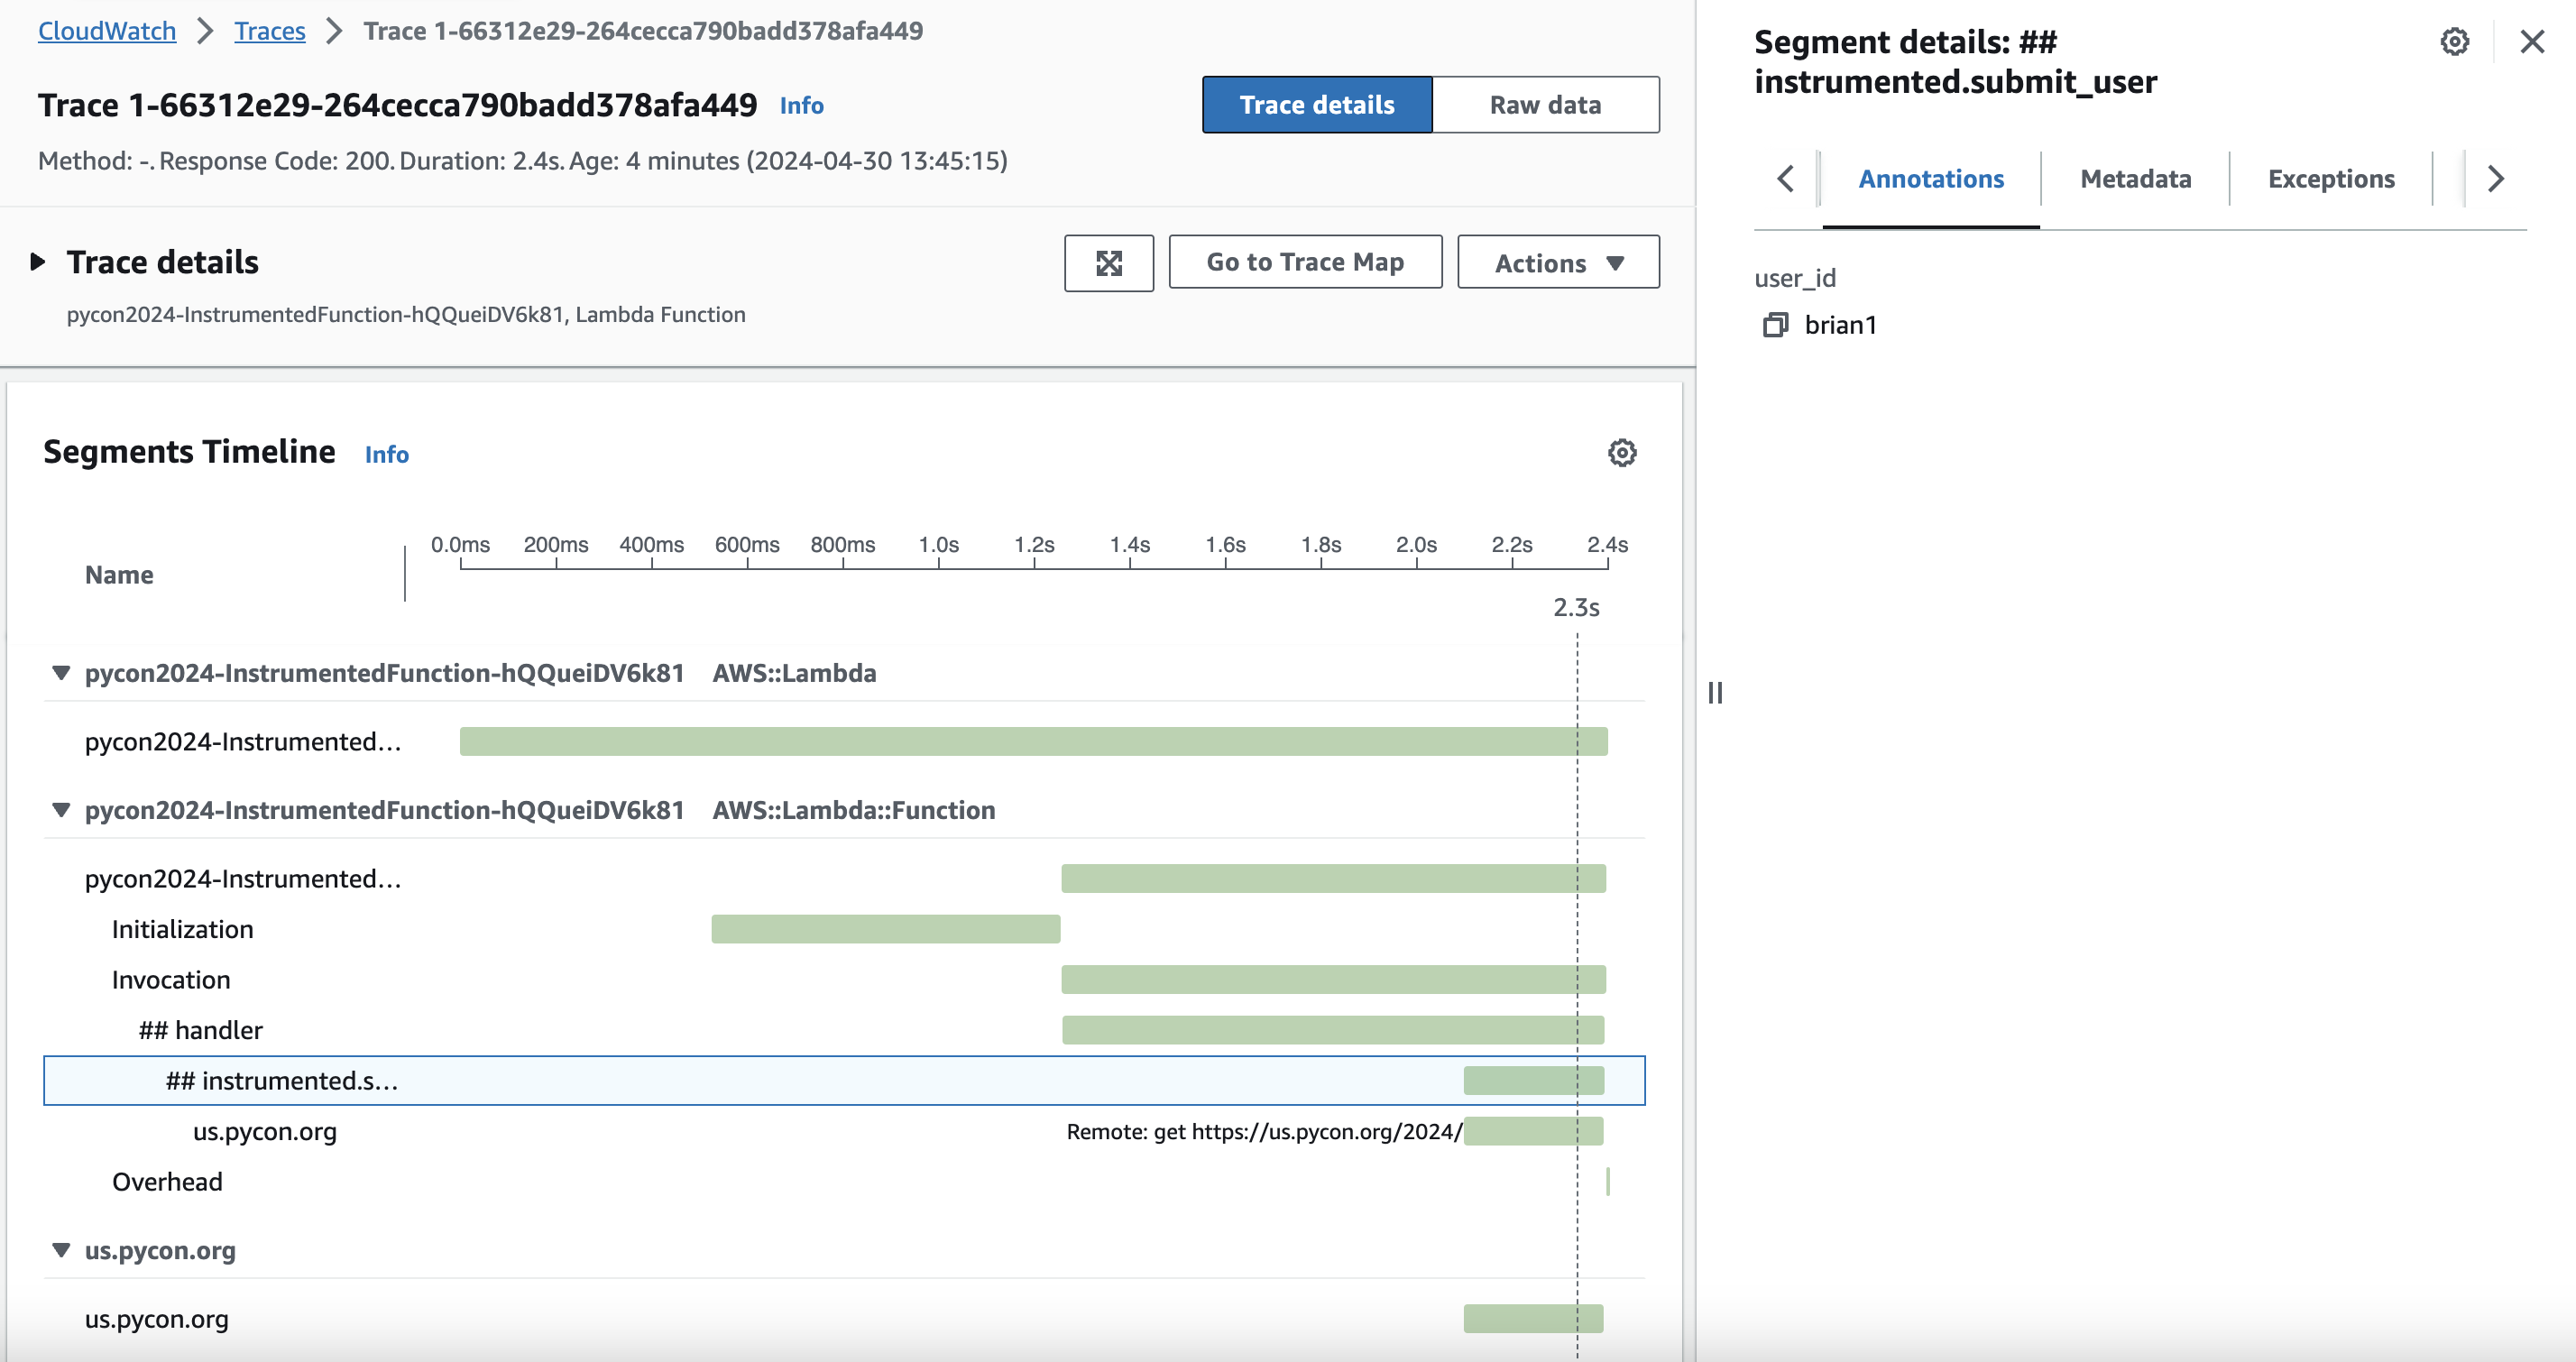 CloudWatch > Traces > Trace 1-66312e29-264cecca790badd378afa449
Trace 1-66312e29-264cecca790badd378afa449 Info
Trace details Raw data
Method: -. Response Code: 200. Duration: 2.4s. Age: 4 minutes (2024-04-30 13:45:15)
Trace details
Go to Trace Map Actions
pycon2024-InstrumentedFunction-hQQueiDV6k81, Lambda Function
Segments Timeline Info
Name
0.0ms 200ms 400ms 600ms 800ms 1.0s 1.2s 1.4s 1.6s 1.8s 2.0s 2.2s 2.4s
2.3s
pycon2024-InstrumentedFunction-hQQueiDV6k81 AWS::Lambda
pycon2024-Instrumented...
pycon2024-InstrumentedFunction-hQQueiDV6k81 AWS::Lambda::Function
pycon2024-Instrumented...
Initialization
Invocation
## handler
## instrumented.s...
us.pycon.org Remote: get https://us.pycon.org/2024/
Overhead
us.pycon.org
us.pycon.org
Segment details: ##
instrumented.submit_user
Annotations Metadata Exceptions
user_id
brian1